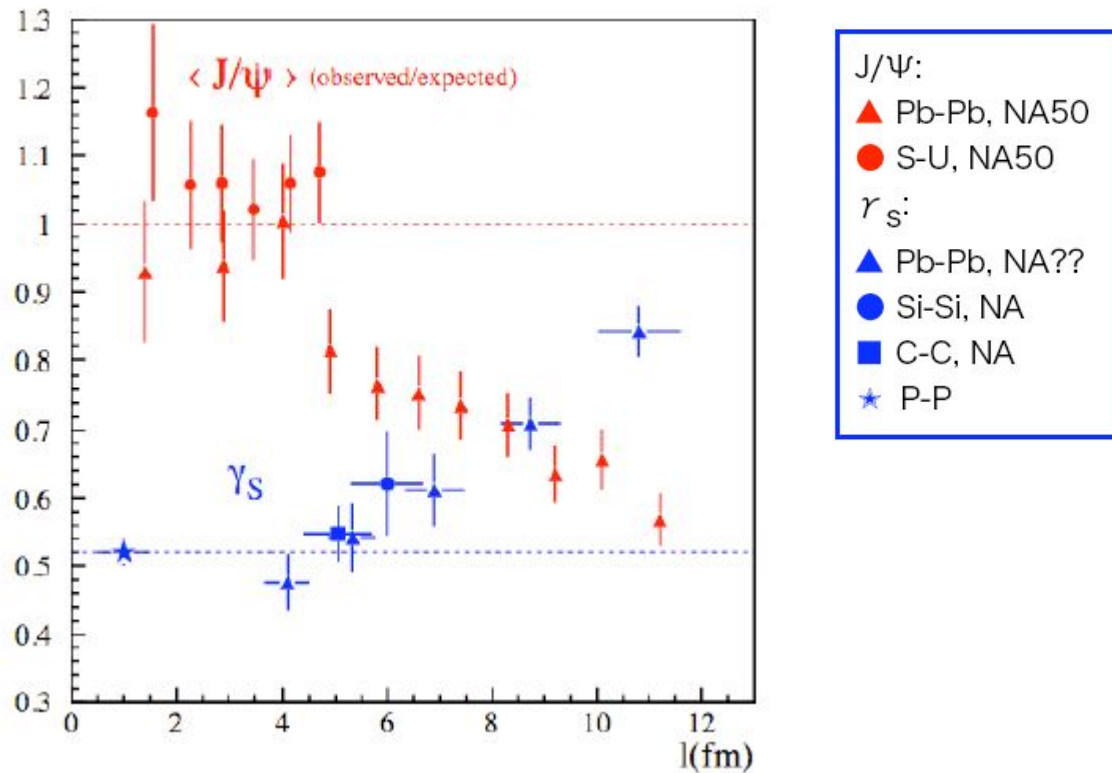 1.3
1.2
1.1
1
0.9
0.8
0.7
0.6
0.5
0.4
0.3
0
2
4
6
8
10
12
l(fm)
< J/ψ > (observed/expected)
γS
J/Ψ:
Pb-Pb, NA50
S-U, NA50
r s:
Pb-Pb, NA??
Si-Si, NA
C-C, NA
P-P